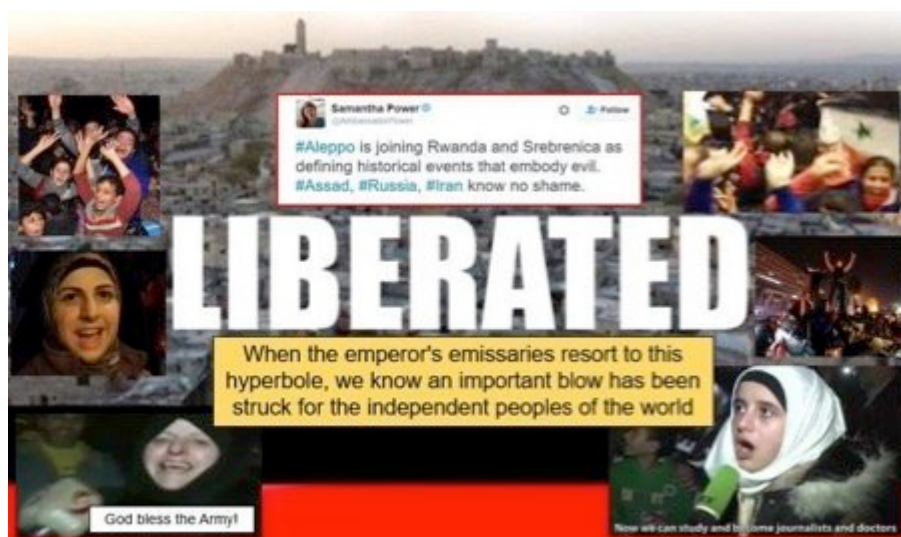 Samantha Power
@AmbassadorPower
Follow
#Aleppo is joining Rwanda and Srebrenica as
defining historical events that embody evil.
#Assad, #Russia, #Iran know no shame.
LIBERATED
When the emperor's emissaries resort to this
hyperbole, we know an important blow has been
struck for the independent peoples of the world
God bless the Army!
Now we can study and become journalists and doctors